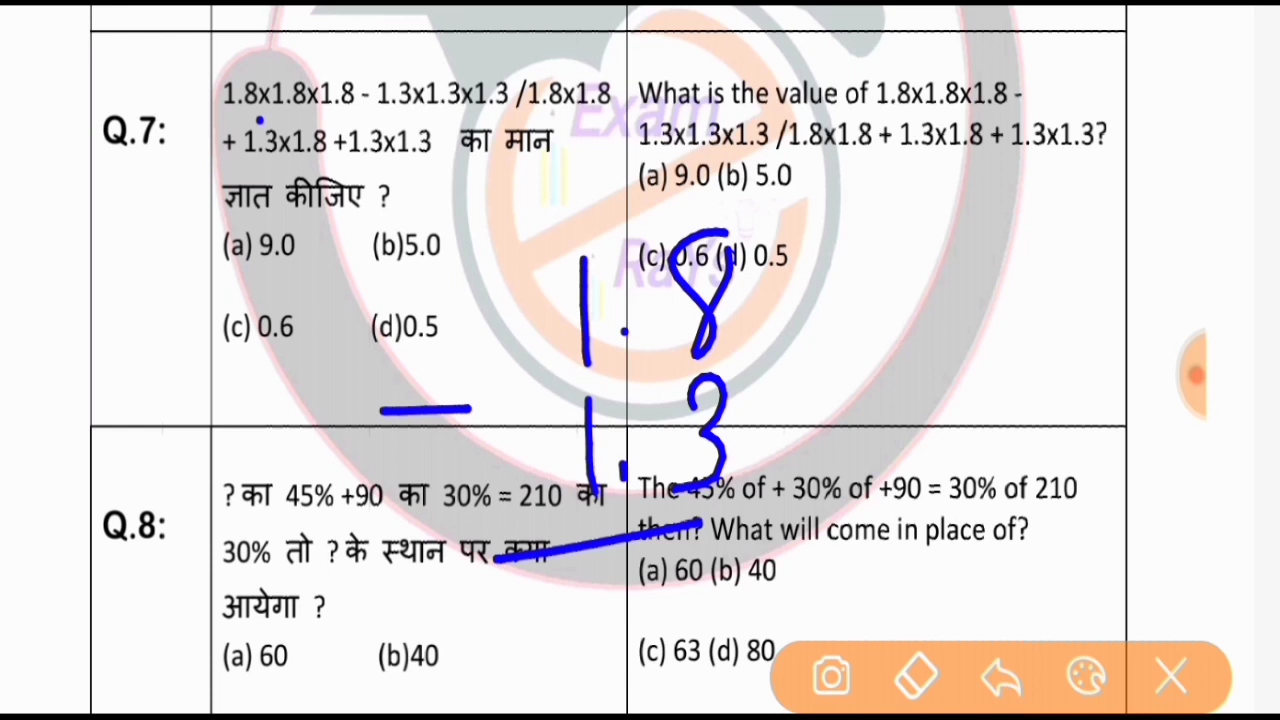 Q.7:
1.8x1.8x1.8 - 1.3x1.3x1.3 /1.8x1.8
+ 1.3x1.8 +1.3x1.3 का मान
ज्ञात कीजिए ?
(a) 9.0 (b)5.0
(c) 0.6 (d)0.5
What is the value of 1.8x1.8x1.8 -
1.3x1.3x1.3 /1.8x1.8 + 1.3x1.8 + 1.3x1.3?
(a) 9.0 (b) 5.0
(c) 0.6 (d) 0.5
Exam
1.8
1.3
Q.8:
? का 45% +90 का 30% = 210 का
30% तो ? के स्थान पर क्या
आयेगा ?
(a) 60 (b)40
The 45% of + 30% of +90 = 30% of 210
then? What will come in place of?
(a) 60 (b) 40
(c) 63 (d) 80